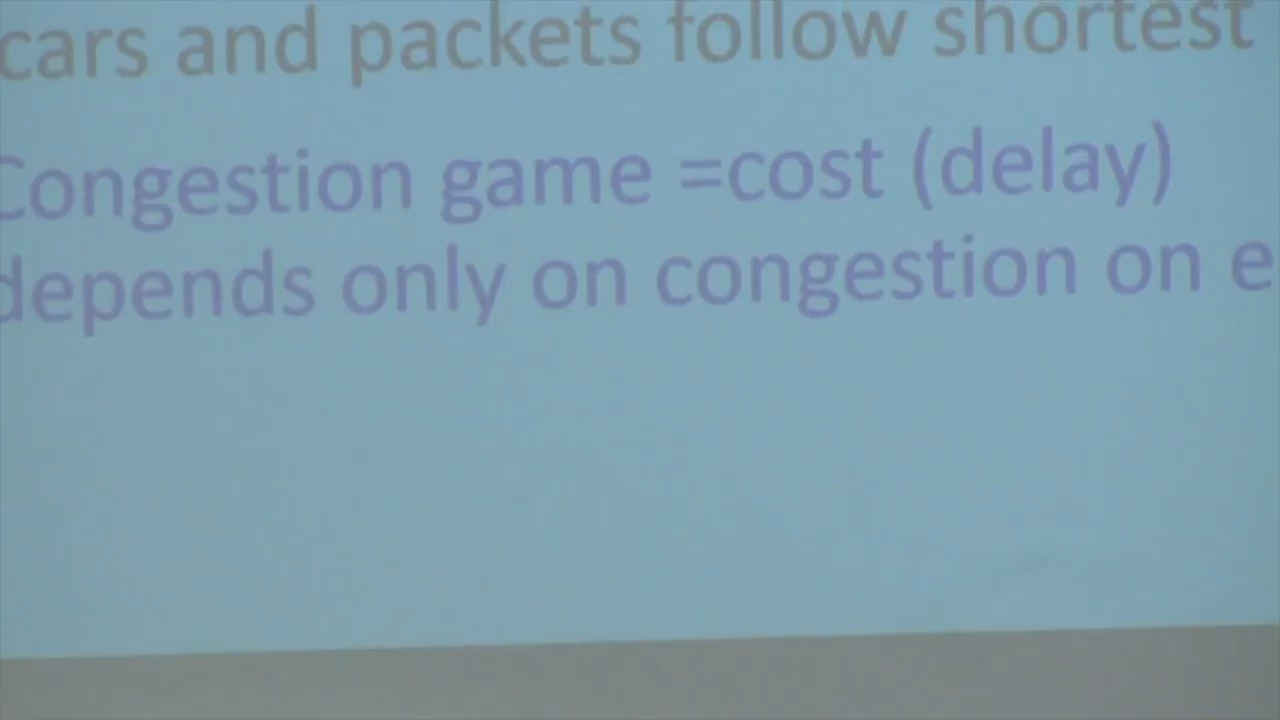 cars and packets follow shortest
Congestion game =cost (delay)
depends only on congestion on